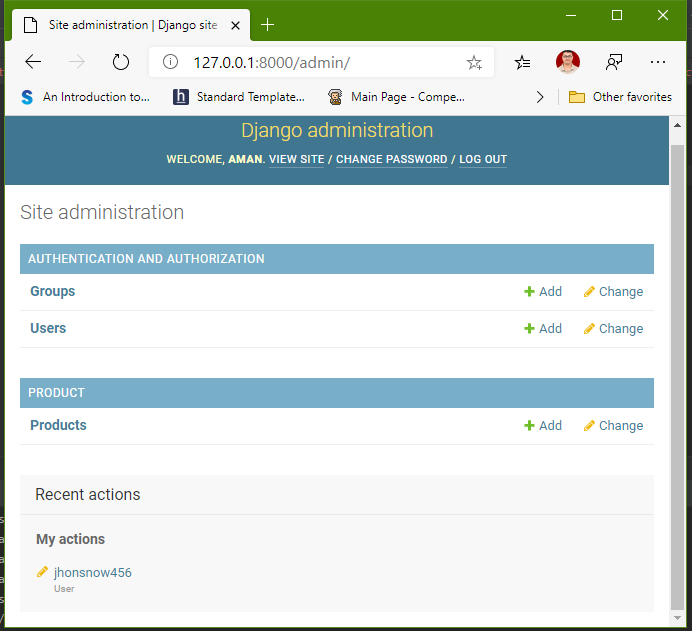 Site administration | Django site
127.0.0.1:8000/admin/
An Introduction to...
Standard Template...
Main Page - Compe...
Other favorites
Django administration
WELCOME, AMAN. VIEW SITE / CHANGE PASSWORD / LOG OUT
Site administration
AUTHENTICATION AND AUTHORIZATION
Groups Add Change
Users Add Change
PRODUCT
Products Add Change
Recent actions
My actions
jhonsnow456
User